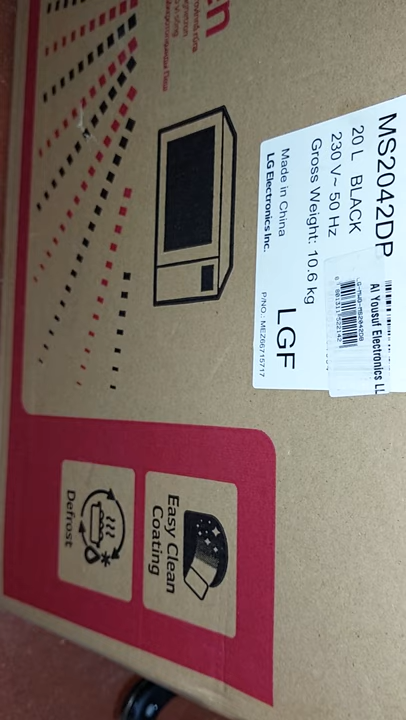 en
MS2042DP
20 L BLACK
230 V~ 50 Hz
Gross Weight: 10.6 kg
Made in China
LG Electronics Inc.
LGF
P/NO.: MEZ66715717
Al Yousuf Electronics LL
Easy Clean
Coating
Defrost